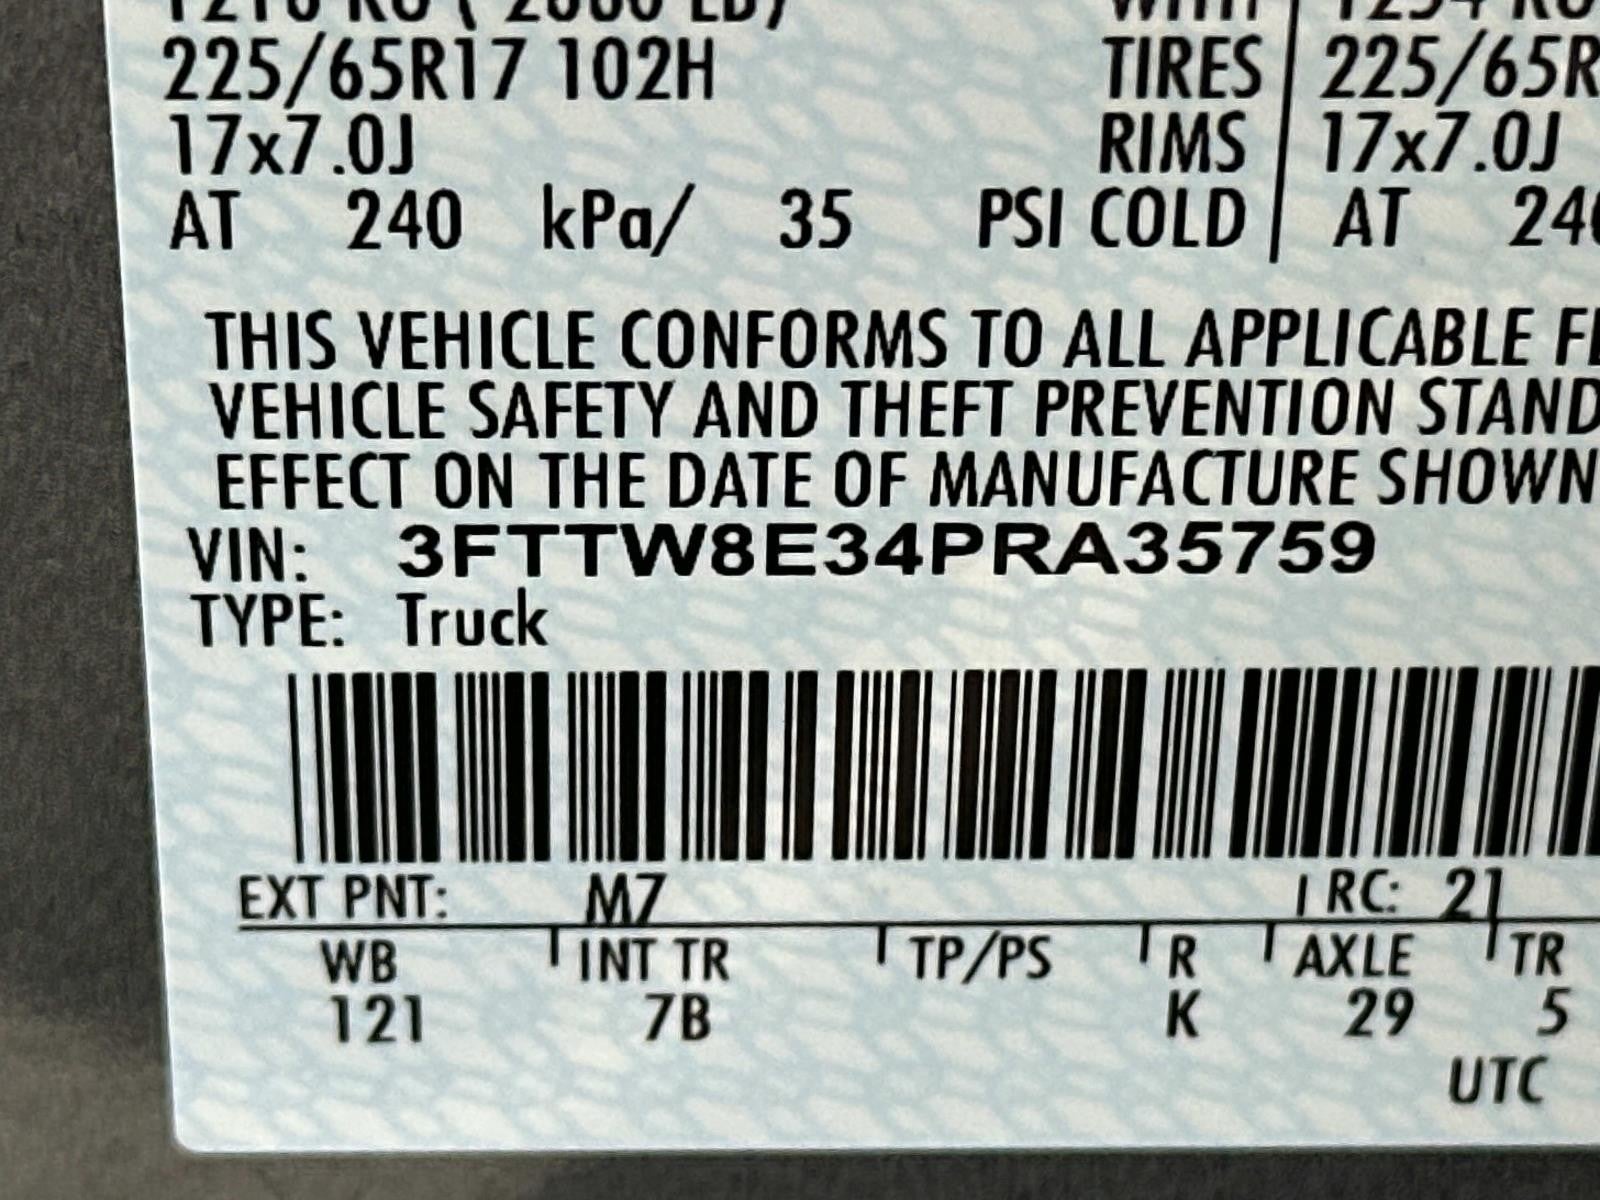 225/65R17 102H TIRES 225/65R
17x7.0J RIMS 17x7.0J
AT 240 kPa/ 35 PSI COLD AT 240
THIS VEHICLE CONFORMS TO ALL APPLICABLE
VEHICLE SAFETY AND THEFT PREVENTION STAND
EFFECT ON THE DATE OF MANUFACTURE SHOWN
VIN: 3FTTW8E34PRA35759
TYPE: Truck
EXT PNT: M7 RC: 21
WB INT TR TP/PS R AXLE TR
121 7B K 29 5
UTC